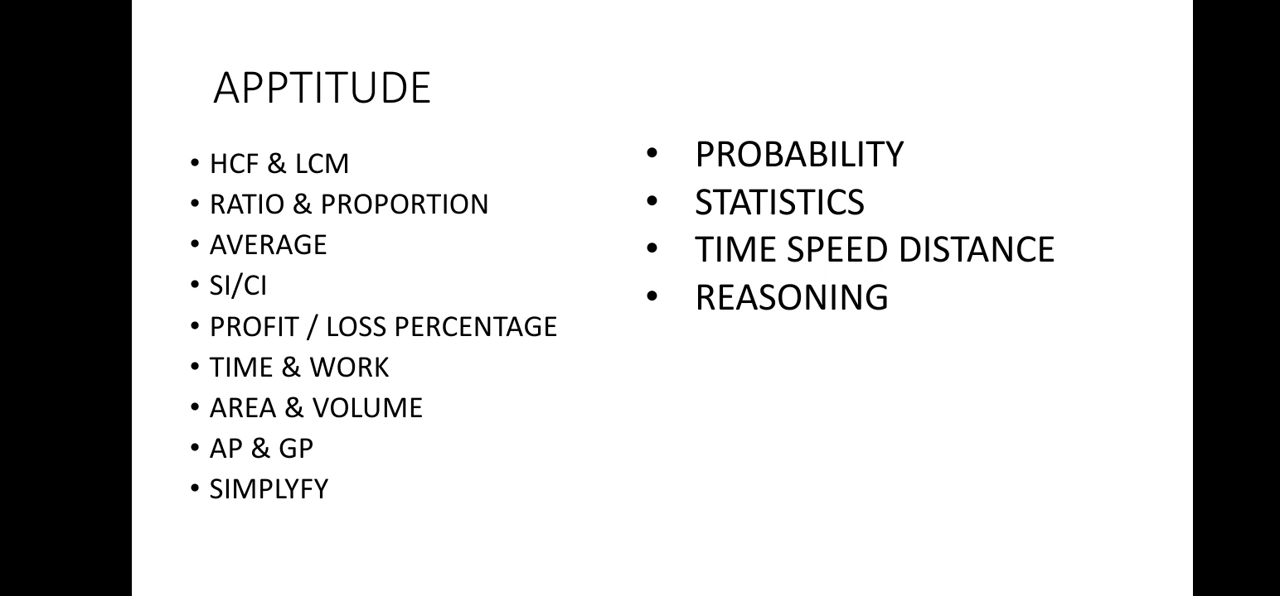 APPTITUDE
• HCF & LCM
• RATIO & PROPORTION
• AVERAGE
• SI/CI
• PROFIT / LOSS PERCENTAGE
• TIME & WORK
• AREA & VOLUME
• AP & GP
• SIMPLYFY
• PROBABILITY
• STATISTICS
• TIME SPEED DISTANCE
• REASONING